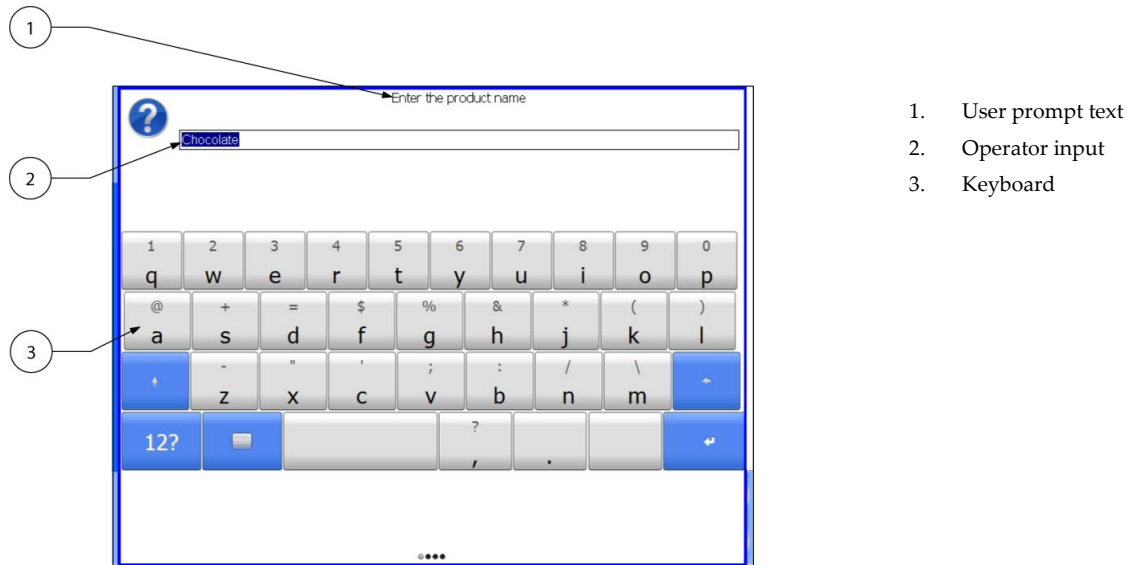 1
Enter the product name
?
Chocolate
2
1 2 3 4 5 6 7 8 9 0
q w e r t y u i o p
@ + = $ % & * ( )
a s d f g h j k l
3
- " ' ; : / \
z x c v b n m
12? ? , .
1. User prompt text
2. Operator input
3. Keyboard